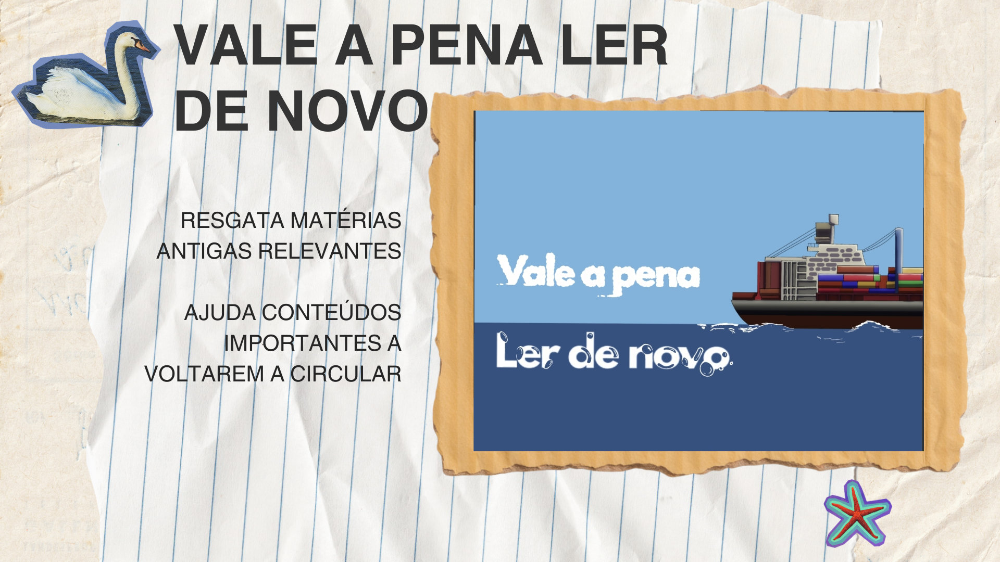 VALE A PENA LER
DE NOVO
RESGATA MATÉRIAS
ANTIGAS RELEVANTES
AJUDA CONTEÚDOS
IMPORTANTES A
VOLTAREM A CIRCULAR
Vale a pena
Ler de novo